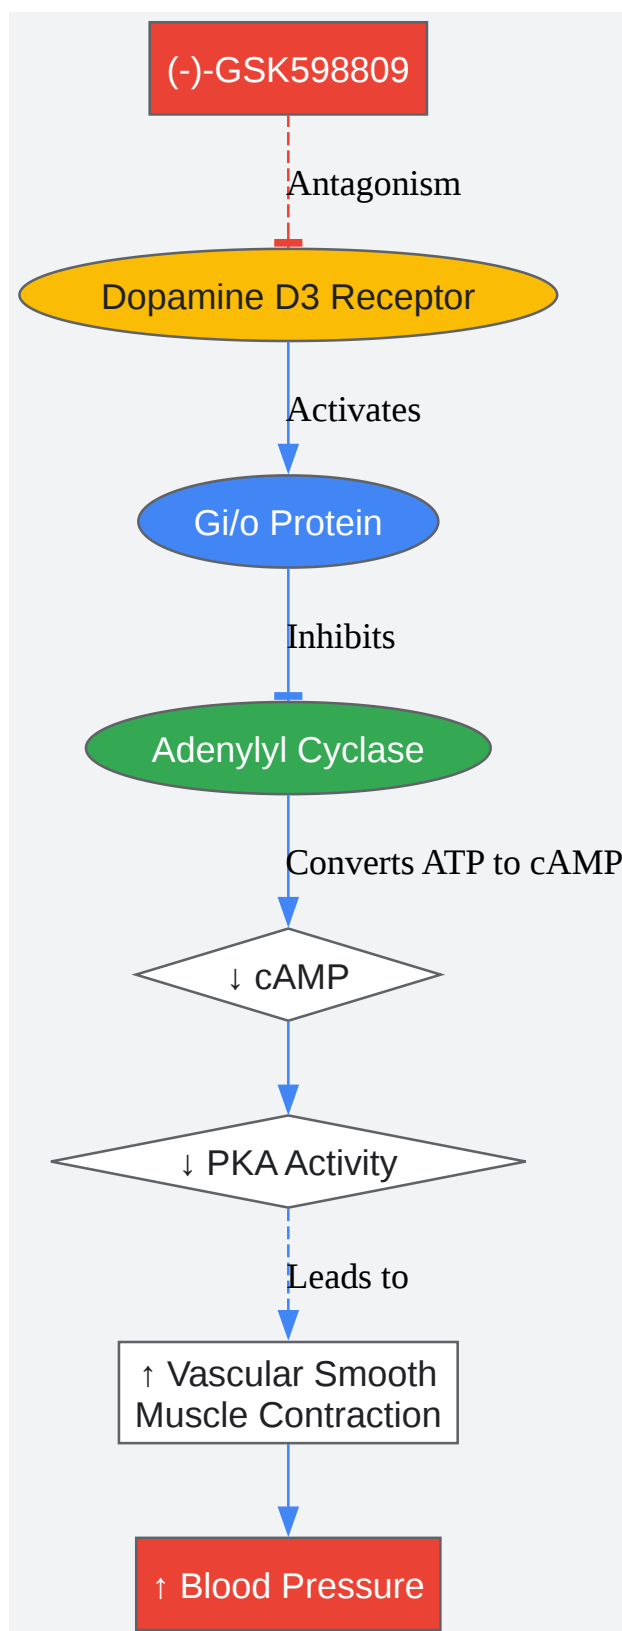 (-)-GSK598809
Antagonism
Dopamine D3 Receptor
Activates
Gi/o Protein
Inhibits
Adenylyl Cyclase
Converts ATP to cAMP
↓ cAMP
↓ PKA Activity
Leads to
↑ Vascular Smooth
Muscle Contraction
↑ Blood Pressure